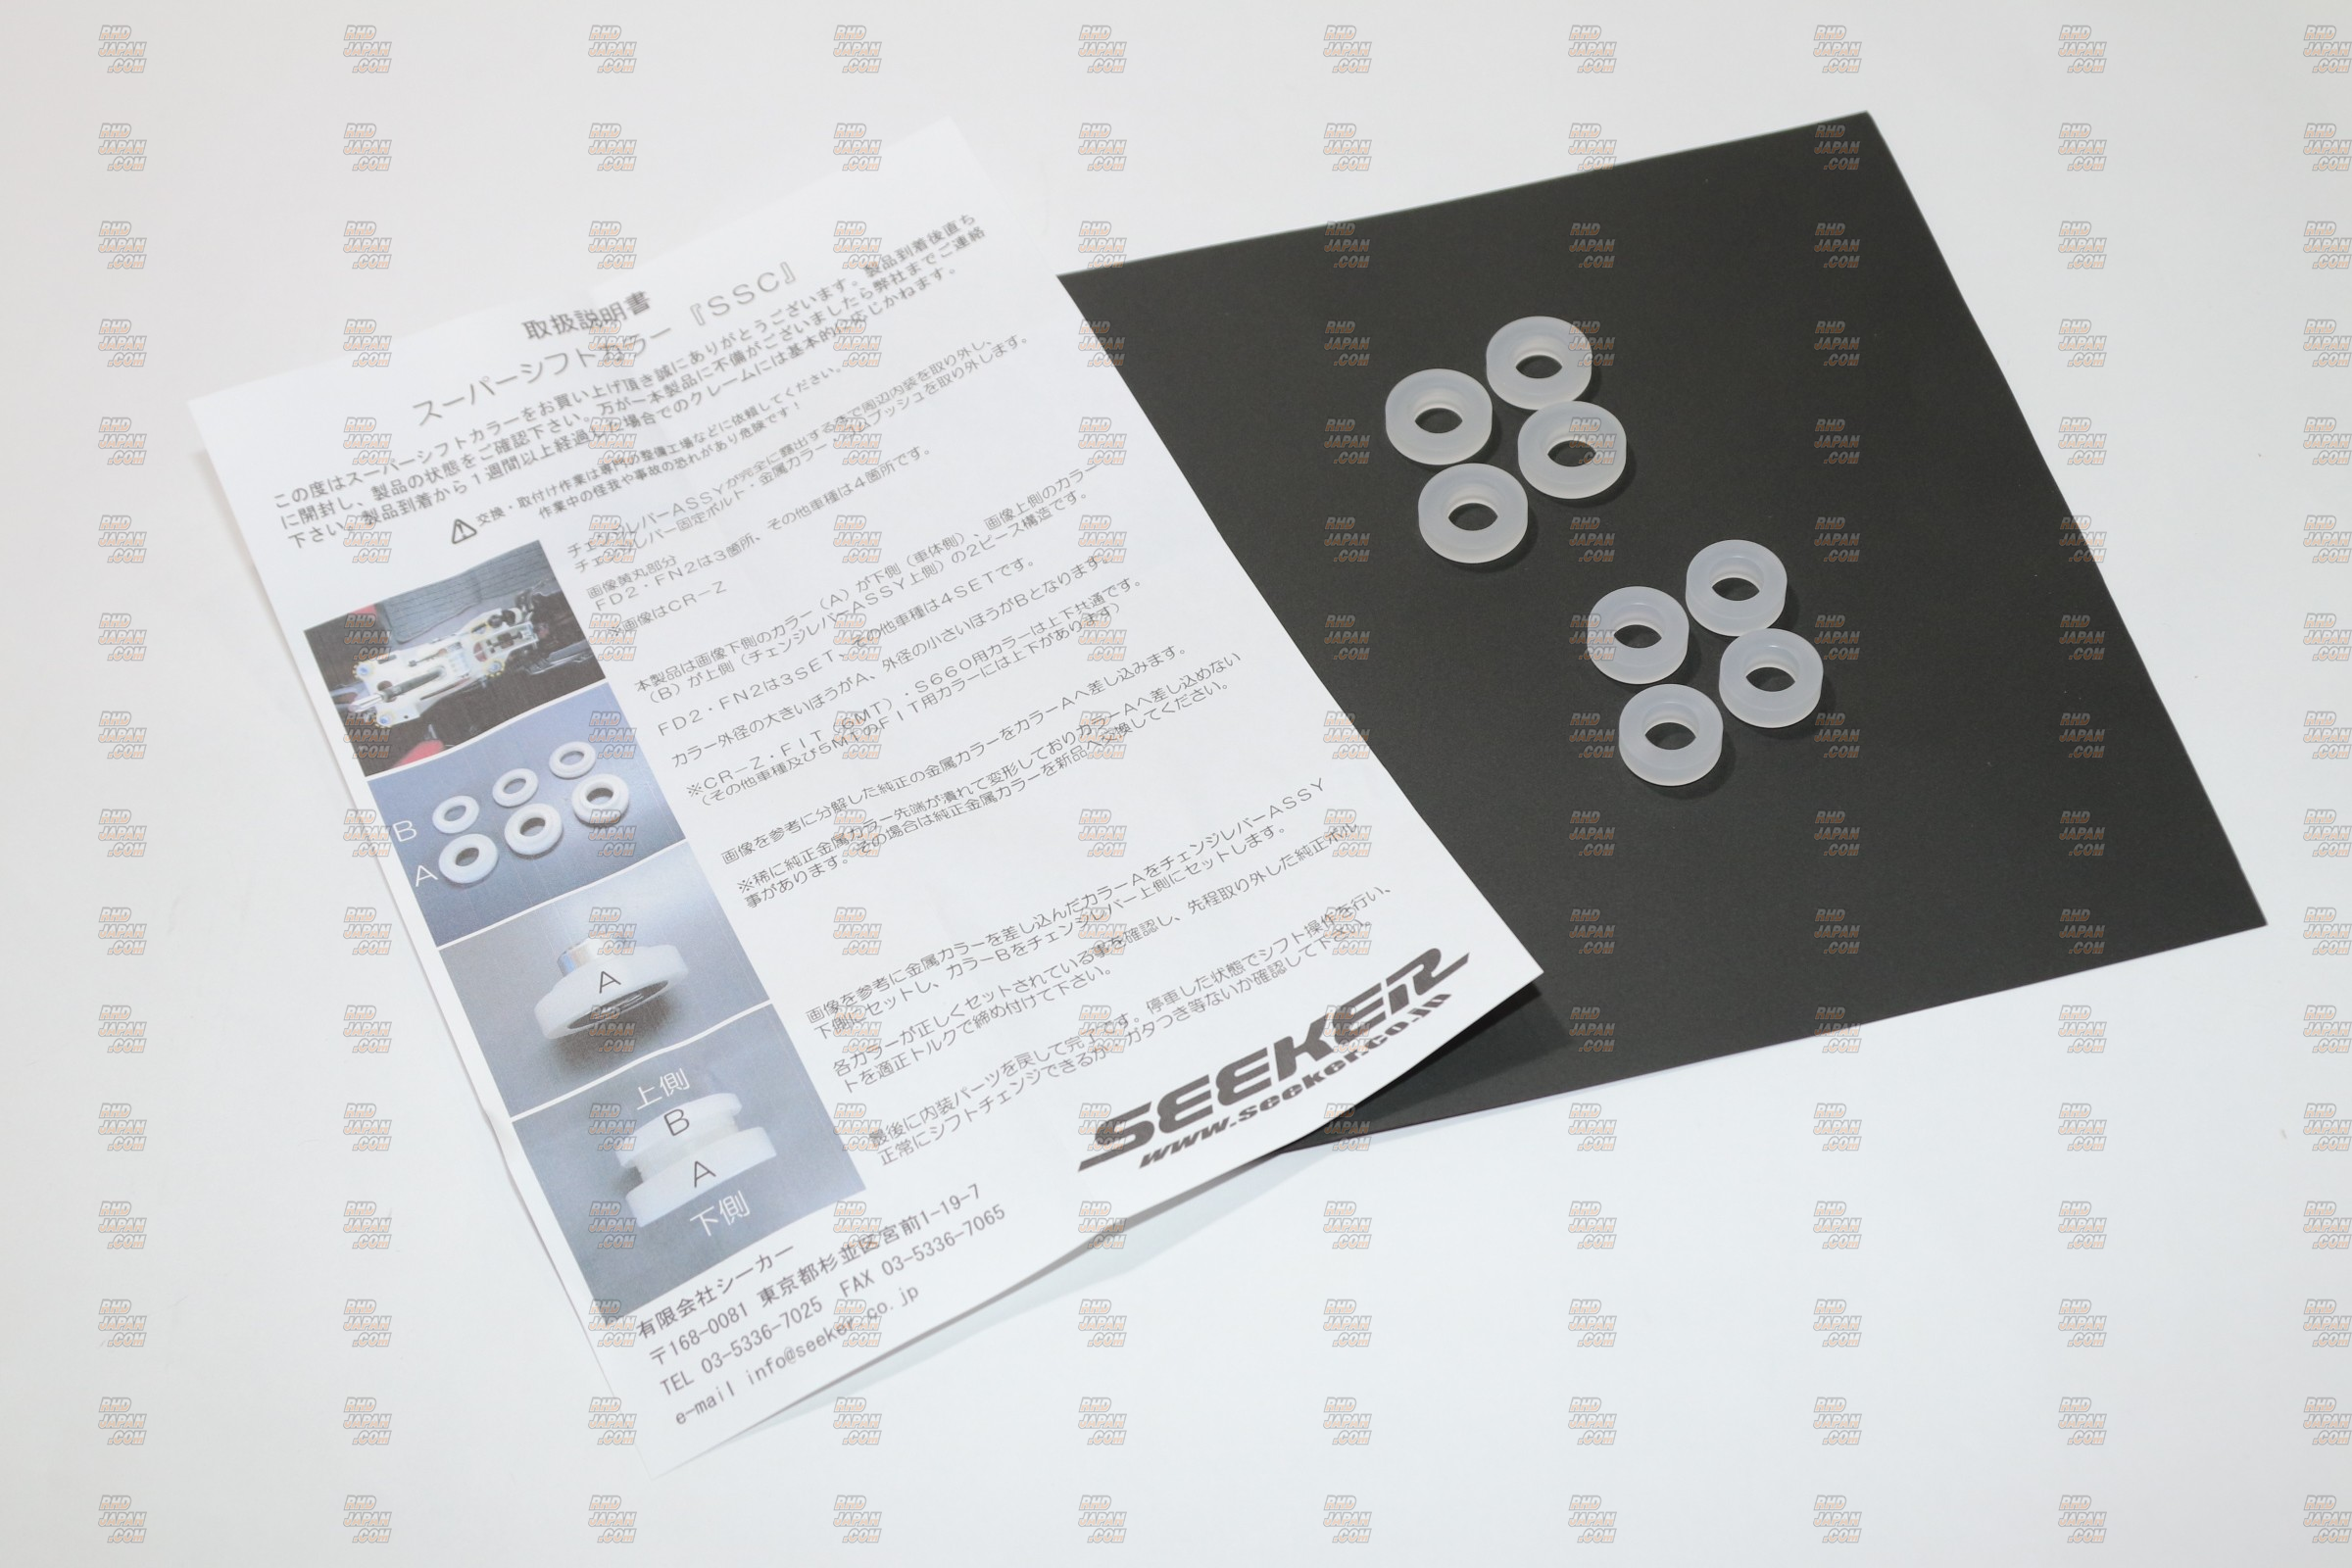 取扱説明書
スーパーシフトカラー『SSC』
この度はスーパーシフトカラーをお買い上げ頂き誠にありがとうございます。製品到着後直ち
に開封し、製品の状態をご確認下さい。万が一本製品に不備がございましたら弊社までご連絡
下さい。製品到着から1週間以上経過した場合でのクレームには基本的に応じかねます。
交換・取付け作業は専門の整備工場などに依頼してください。
作業中の怪我や事故の恐れがあり危険です!
チェンジレバーASSYが完全に露出するまで周辺内装を取り外し、
チェンジレバー固定ボルト・金属カラー・ゴムブッシュを取り外します。
画像黄丸部分
FD2・FN2は3箇所、その他車種は4箇所です。
※画像はCR-Z
本製品は画像下側のカラー(A)が下側(車体側)、画像上側のカラー
(B)が上側(チェンジレバーASSY上側)の2ピース構造です。
FD2・FN2は3SET、その他車種は4SETです。
カラー外径の大きいほうがA、外径の小さいほうがBとなります。
※CR-Z・FIT(6MT)・S660用カラーは上下共通です。
(その他車種及び5MTのFIT用カラーには上下があります)
画像を参考に分解した純正の金属カラーをカラーAへ差し込みます。
※稀に純正金属カラー先端が潰れて変形しておりカラーAへ差し込めない
事があります。その場合は純正金属カラーを新品へ交換してください。
画像を参考に金属カラーを差し込んだカラーAをチェンジレバーASSY
下側にセットし、カラーBをチェンジレバー上側にセットします。
各カラーが正しくセットされている事を確認し、先程取り外した純正ボル
トを適正トルクで締め付けて下さい。
最後に内装パーツを戻して完了です。停車した状態でシフト操作を行い、
正常にシフトチェンジできるか、ガタつき等ないか確認して下さい。
B
A
A
上側
B
A
下側
SEEKER
www.seeker.co.jp
有限会社シーカー
〒168-0081 東京都杉並区宮前1-19-7
TEL 03-5336-7025 FAX 03-5336-7065
e-mail info@seeker.co.jp
RHD
JAPAN
.COM